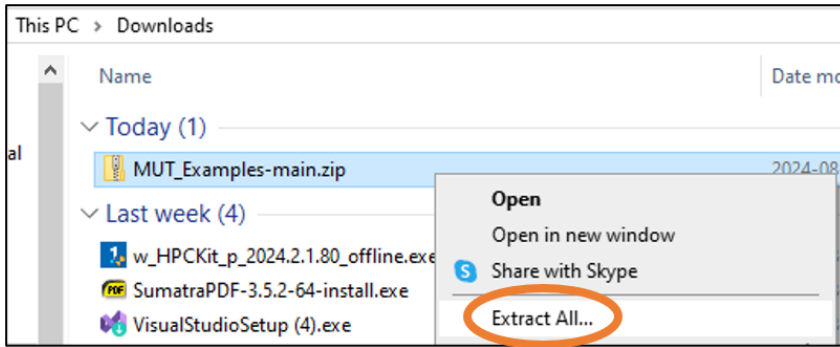 This PC > Downloads
Name Date mo
Today (1)
al
MUT_Examples-main.zip 2024-08
Open
Last week (4)
Open in new window
w_HPCKit_p_2024.2.1.80_offline.exe
Share with Skype
SumatraPDF-3.5.2-64-install.exe
Extract All...
VisualStudioSetup (4).exe